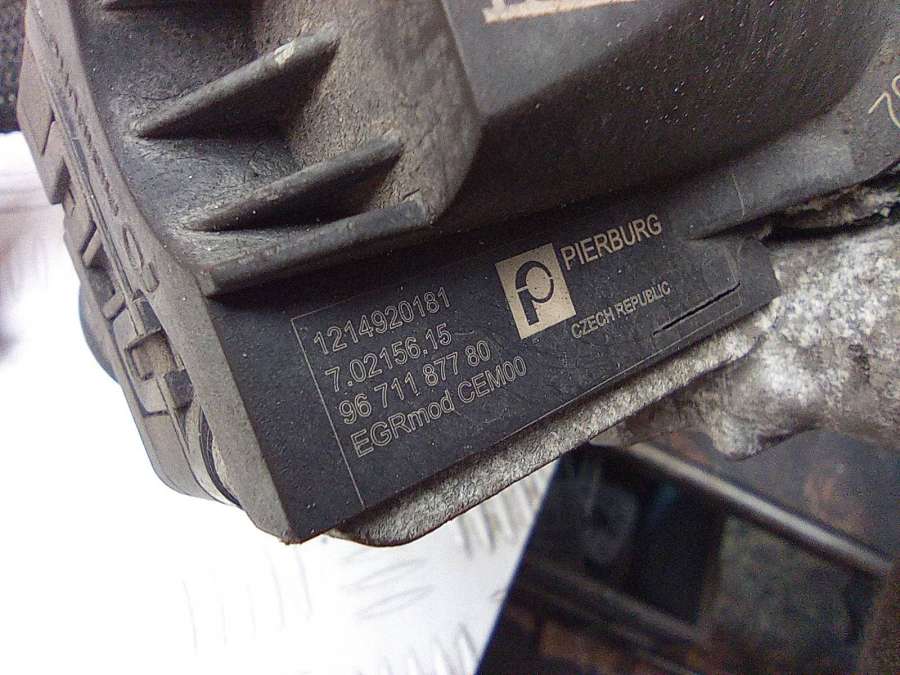 PIERBURG
CZECH REPUBLIC
1214920181
7.02156.15
96 711 877 80
EGRmod CEM00